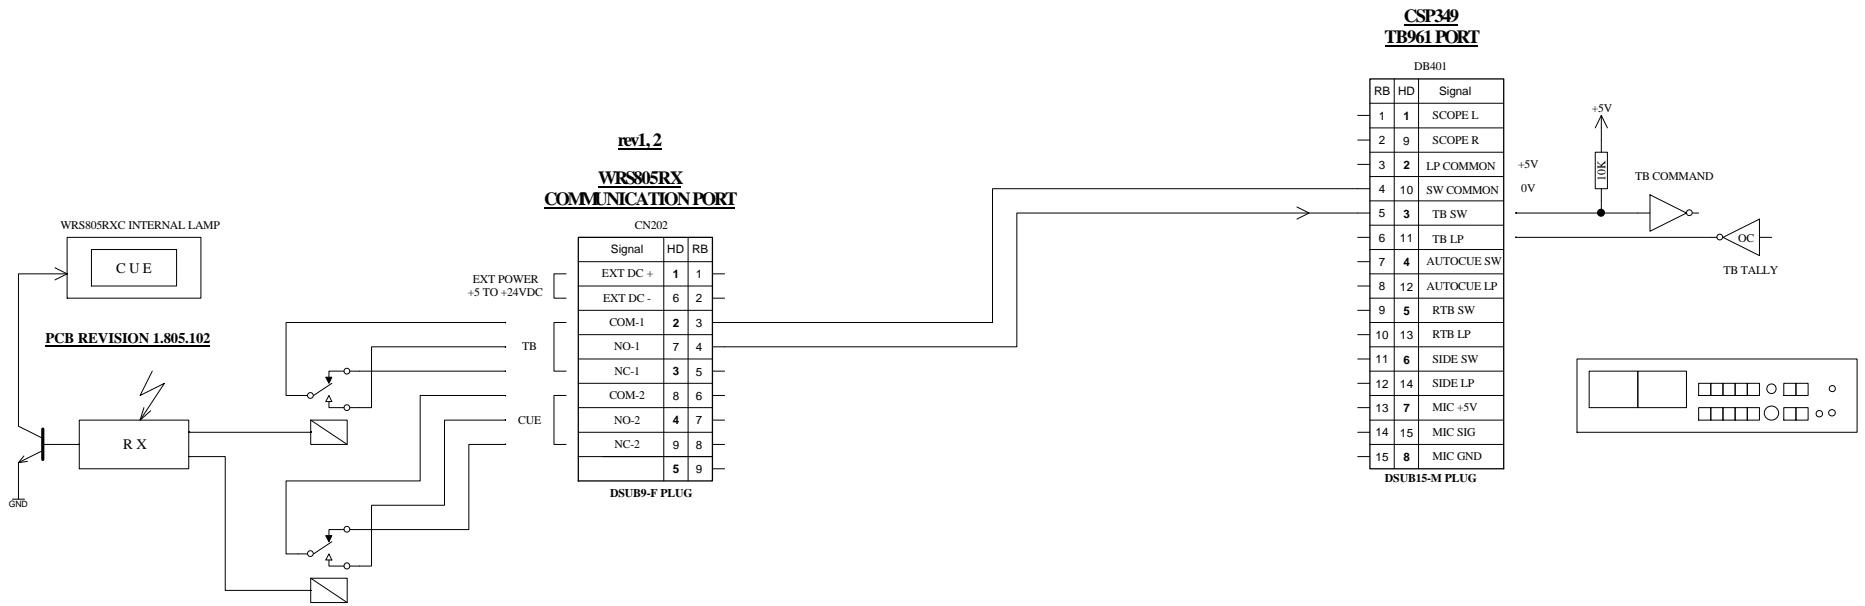 CSP349
TB961 PORT
DB401
RB HD Signal
1 1 SCOPE L
2 9 SCOPE R
3 2 LP COMMON +5V
4 10 SW COMMON 0V
5 3 TB SW
6 11 TB LP
7 4 AUTOCUE SW
8 12 AUTOCUE LP
9 5 RTB SW
10 13 RTB LP
11 6 SIDE SW
12 14 SIDE LP
13 7 MIC +5V
14 15 MIC SIG
15 8 MIC GND
DSUB15-M PLUG
+5V
10K
TB COMMAND
OC
TB TALLY
rev1, 2
WRS805RX
COMMUNICATION PORT
CN202
Signal HD RB
EXT DC + 1 1
EXT DC - 6 2
COM-1 2 3
NO-1 7 4
NC-1 3 5
COM-2 8 6
NO-2 4 7
NC-2 9 8
5 9
DSUB9-F PLUG
EXT POWER
+5 TO +24VDC
TB
CUE
WRS805RXC INTERNAL LAMP
CUE
PCB REVISION 1.805.102
RX
GND